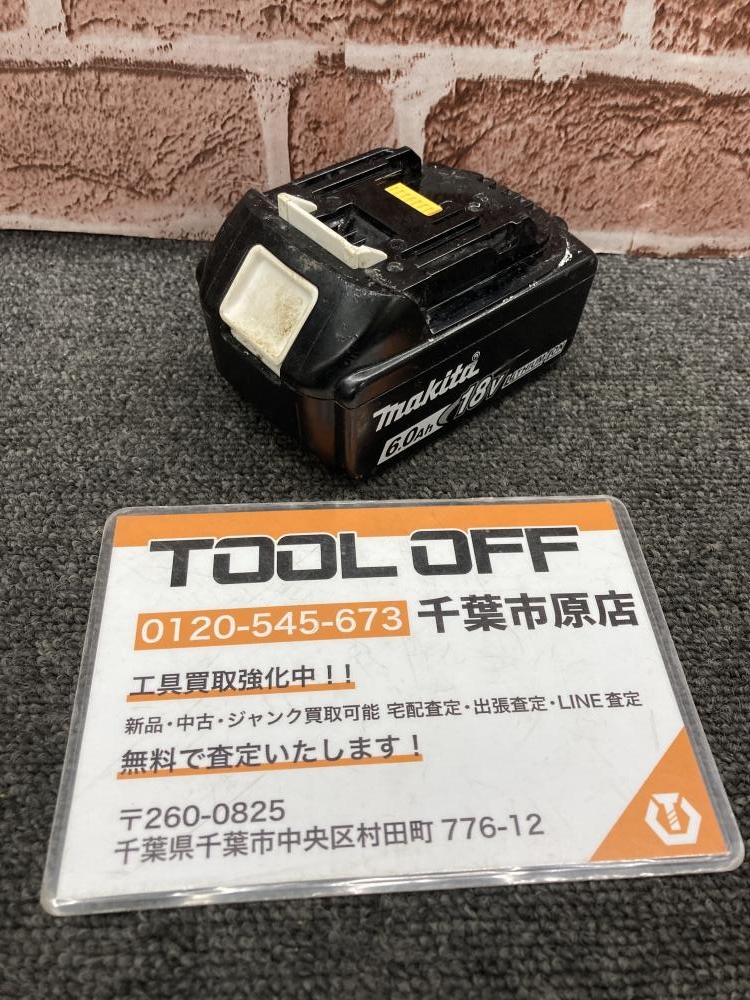 makita®
6.0Ah 18V LITHIUM-ION
TOOL OFF
0120-545-673 千葉市原店
工具買取強化中!!
新品・中古・ジャンク買取可能 宅配査定・出張査定・LINE査定
無料で査定いたします!
〒260-0825
千葉県千葉市中央区村田町 776-12